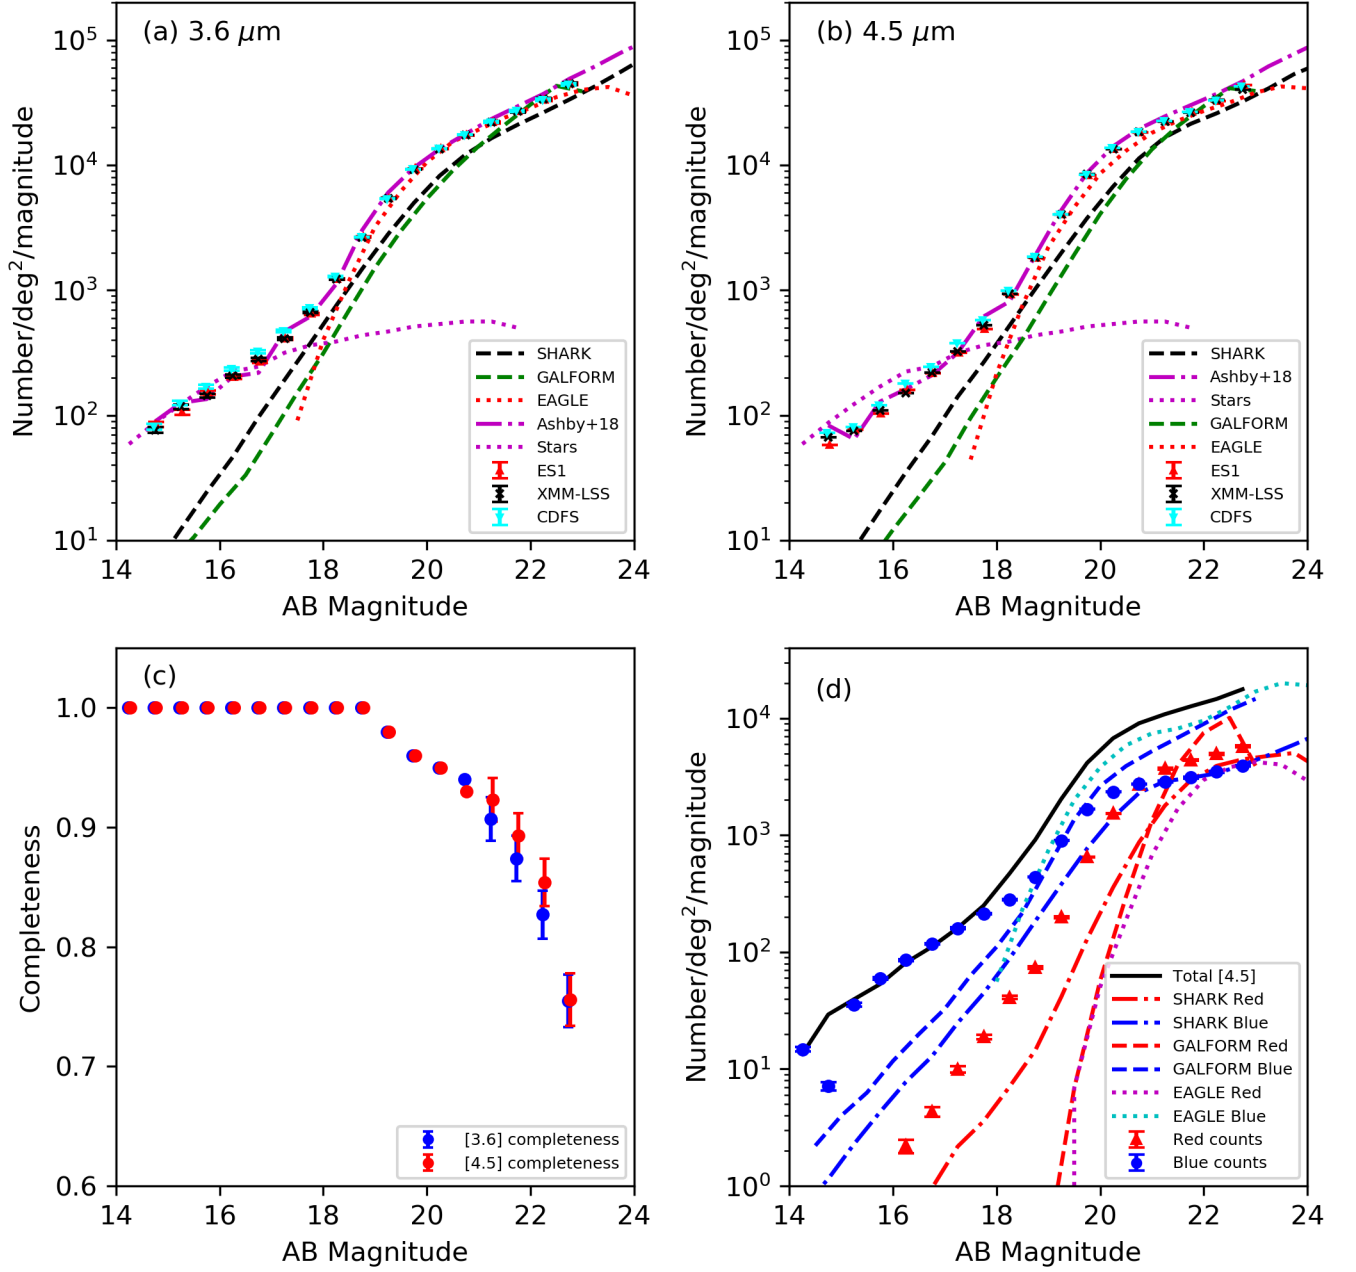 (a) 3.6 μm
10^5
10^4
10^3
10^2
10^1
Number/deg^2/magnitude
SHARK
GALFORM
EAGLE
Ashby+18
Stars
ES1
XMM-LSS
CDFS
14 16 18 20 22 24
AB Magnitude
(b) 4.5 μm
10^5
10^4
10^3
10^2
10^1
Number/deg^2/magnitude
SHARK
Ashby+18
Stars
GALFORM
EAGLE
ES1
XMM-LSS
CDFS
14 16 18 20 22 24
AB Magnitude
(c)
1.0
0.9
0.8
0.7
0.6
Completeness
[3.6] completeness
[4.5] completeness
14 16 18 20 22 24
AB Magnitude
(d)
10^4
10^3
10^2
10^1
10^0
Number/deg^2/magnitude
Total [4.5]
SHARK Red
SHARK Blue
GALFORM Red
GALFORM Blue
EAGLE Red
EAGLE Blue
Red counts
Blue counts
14 16 18 20 22 24
AB Magnitude